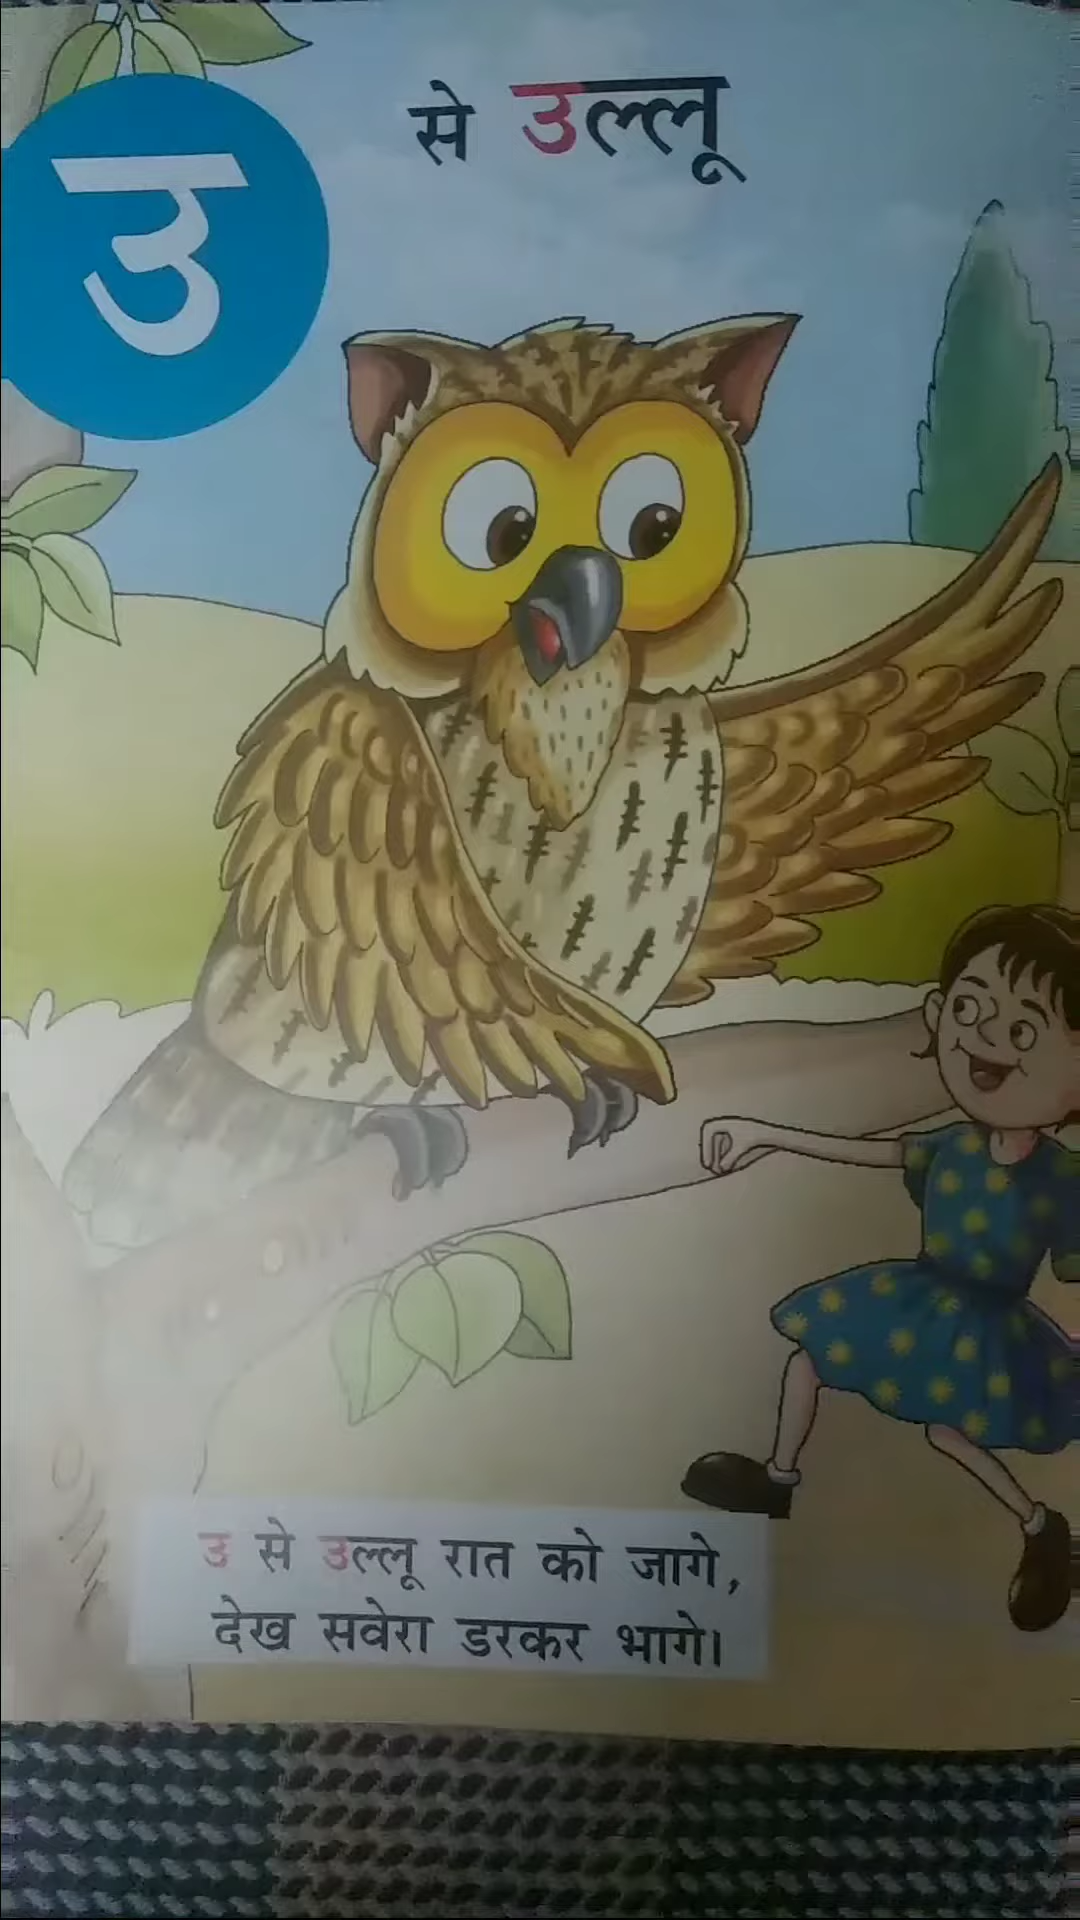 उ
से उल्लू
उ से उल्लू रात को जागे,
देख सवेरा डरकर भागे।